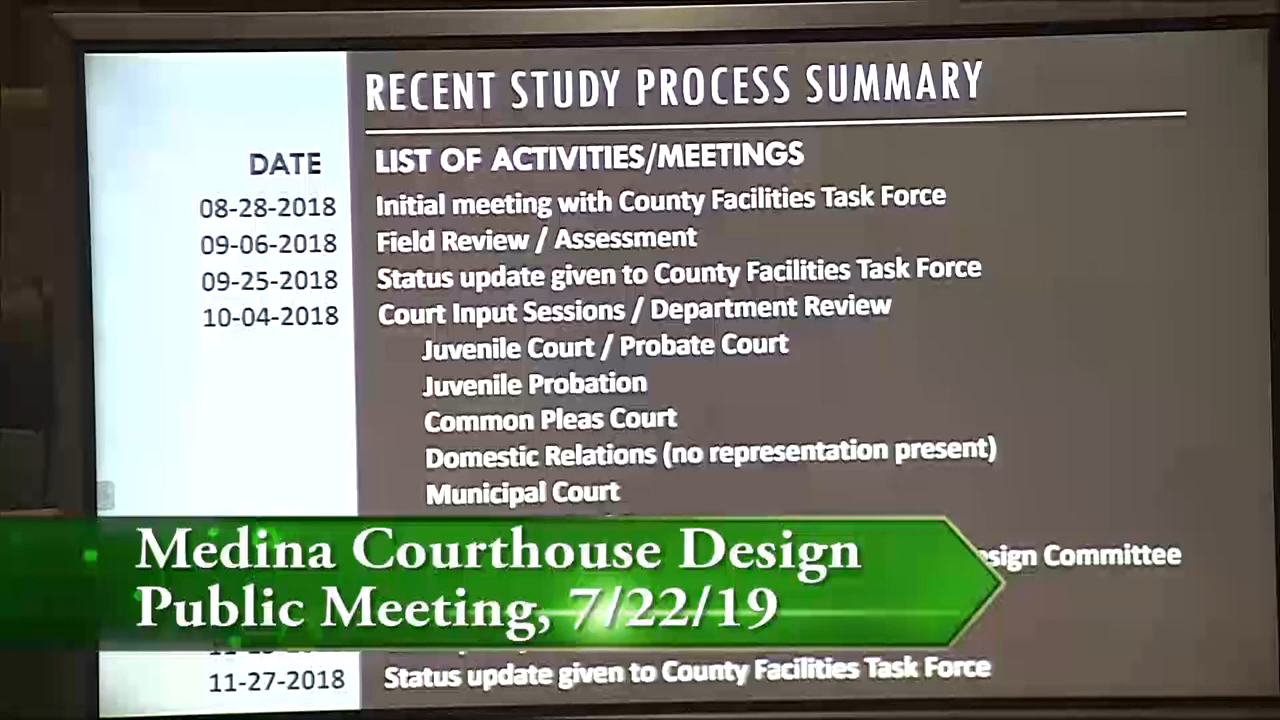 RECENT STUDY PROCESS SUMMARY
DATE LIST OF ACTIVITIES/MEETINGS
08-28-2018 Initial meeting with County Facilities Task Force
09-06-2018 Field Review / Assessment
09-25-2018 Status update given to County Facilities Task Force
10-04-2018 Court Input Sessions / Department Review
Juvenile Court / Probate Court
Juvenile Probation
Common Pleas Court
Domestic Relations (no representation present)
Municipal Court
Committee
Medina Courthouse Design
Public Meeting, 7/22/19
11-27-2018 Status update given to County Facilities Task Force